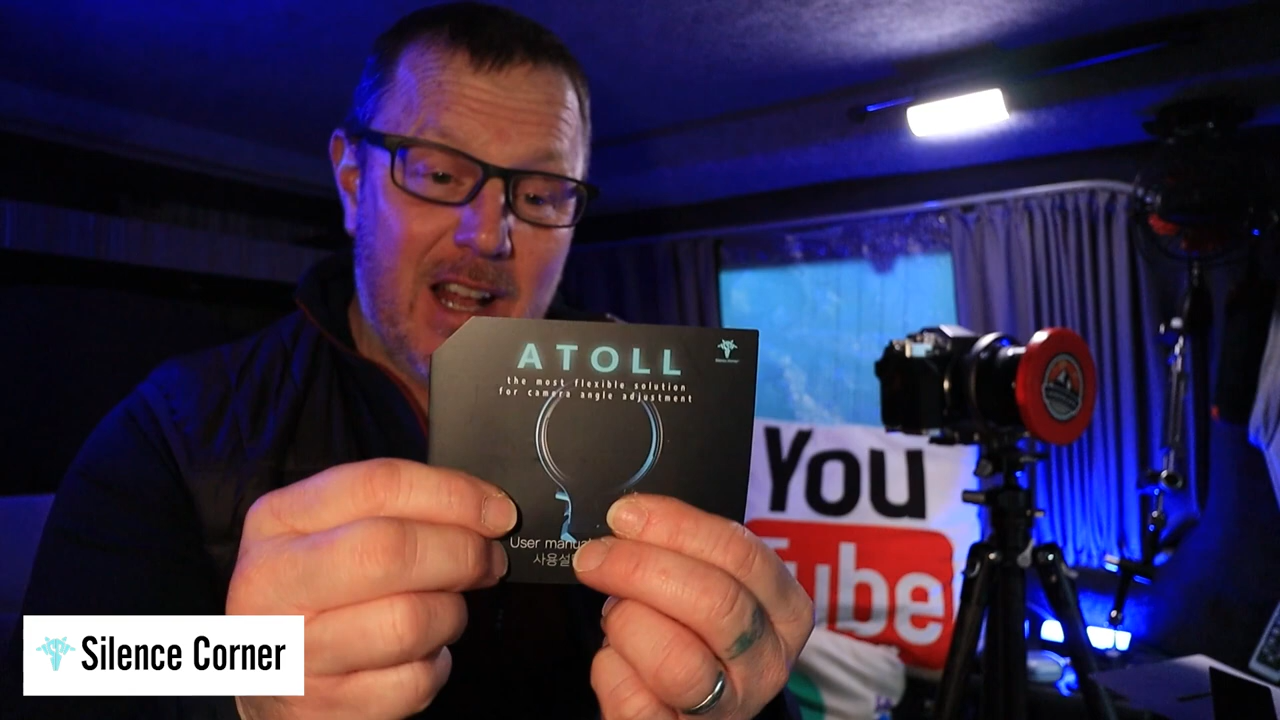 ATOLL
the most flexible solution
for camera angle adjustment
User manual
사용설
You
Tube
Silence Corner